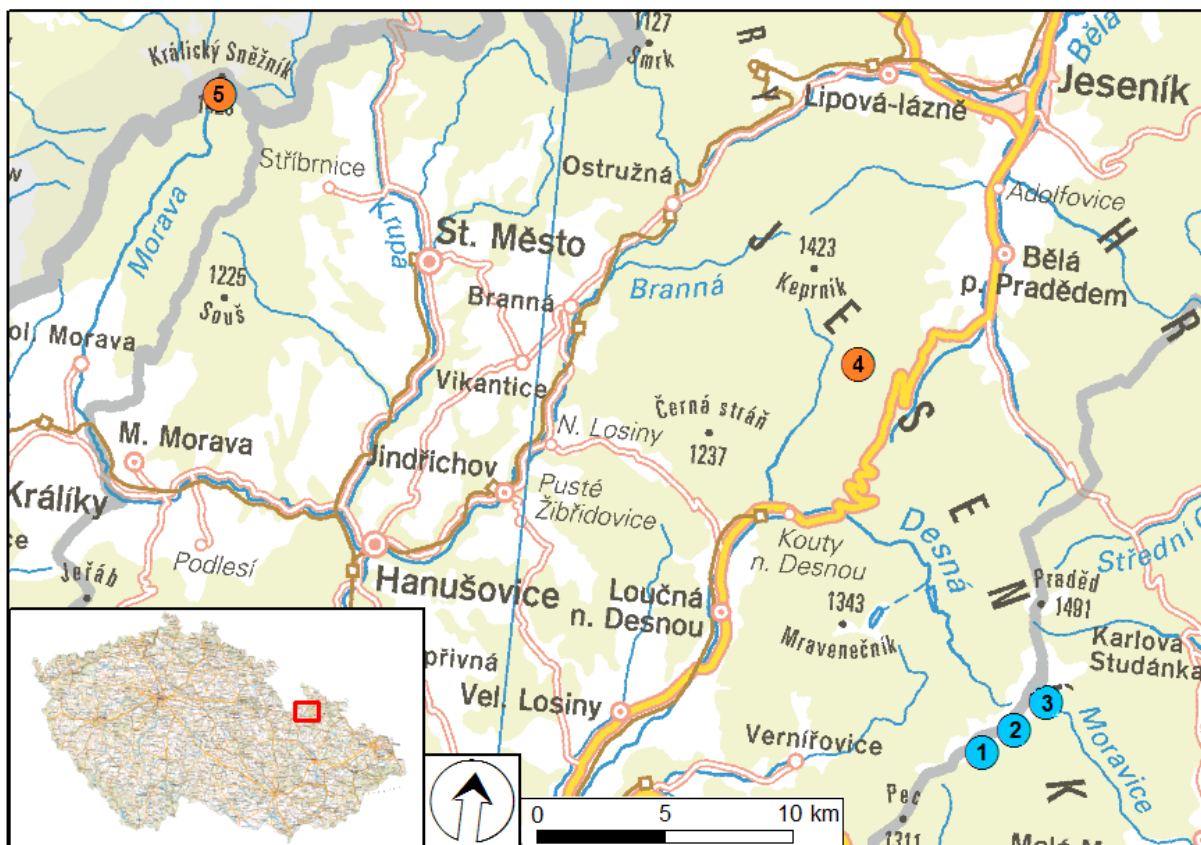 1127
Smrk
Králický Sněžník
5
R
Y
Lipová-lázně
Bělá
Jeseník
Stříbrnice
Ostružná
Adolfovice
Morava
Krupa
St. Město
J
H
1423
Keprník
Bělá
p. Pradědem
1225
Souš
Branná
Branná
E
R
ol. Morava
Vikantice
4
Černá stráň
1237
S
M. Morava
N. Losiny
Jindřichov
Pusté
Žibřidovice
Králíky
Kouty
n. Desnou
Desná
E
Střední
ce
Podlesí
Jeřáb
Hanušovice
Loučná
n. Desnou
1343
Mravenečník
N
Praděd
1491
Karlova
Studánka
přivná
Vel. Losiny
3
2
1
Vernířovice
Moravice
K
Pec
1311
0 5 10 km